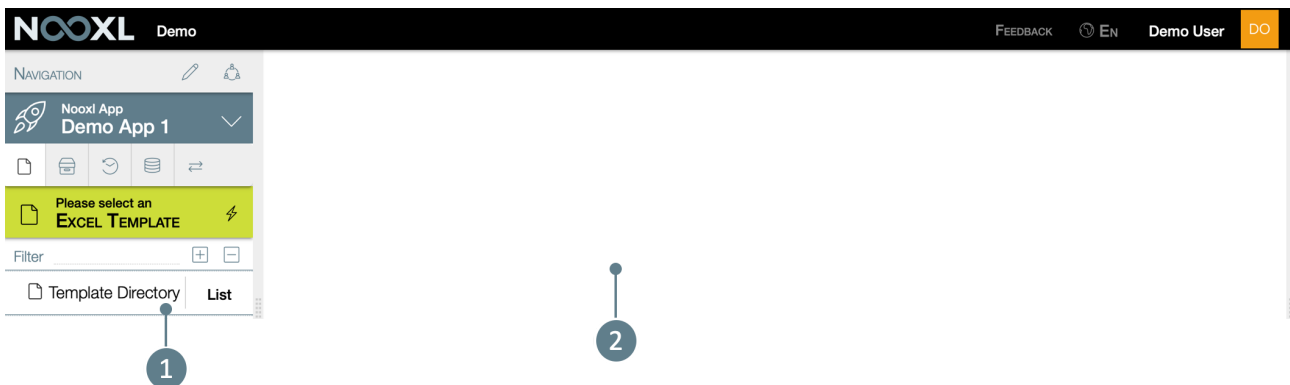 NOOXL Demo FEEDBACK EN Demo User DO
NAVIGATION
Nooxl App
Demo App 1
Please select an
EXCEL TEMPLATE
Filter
Template Directory List
1
2